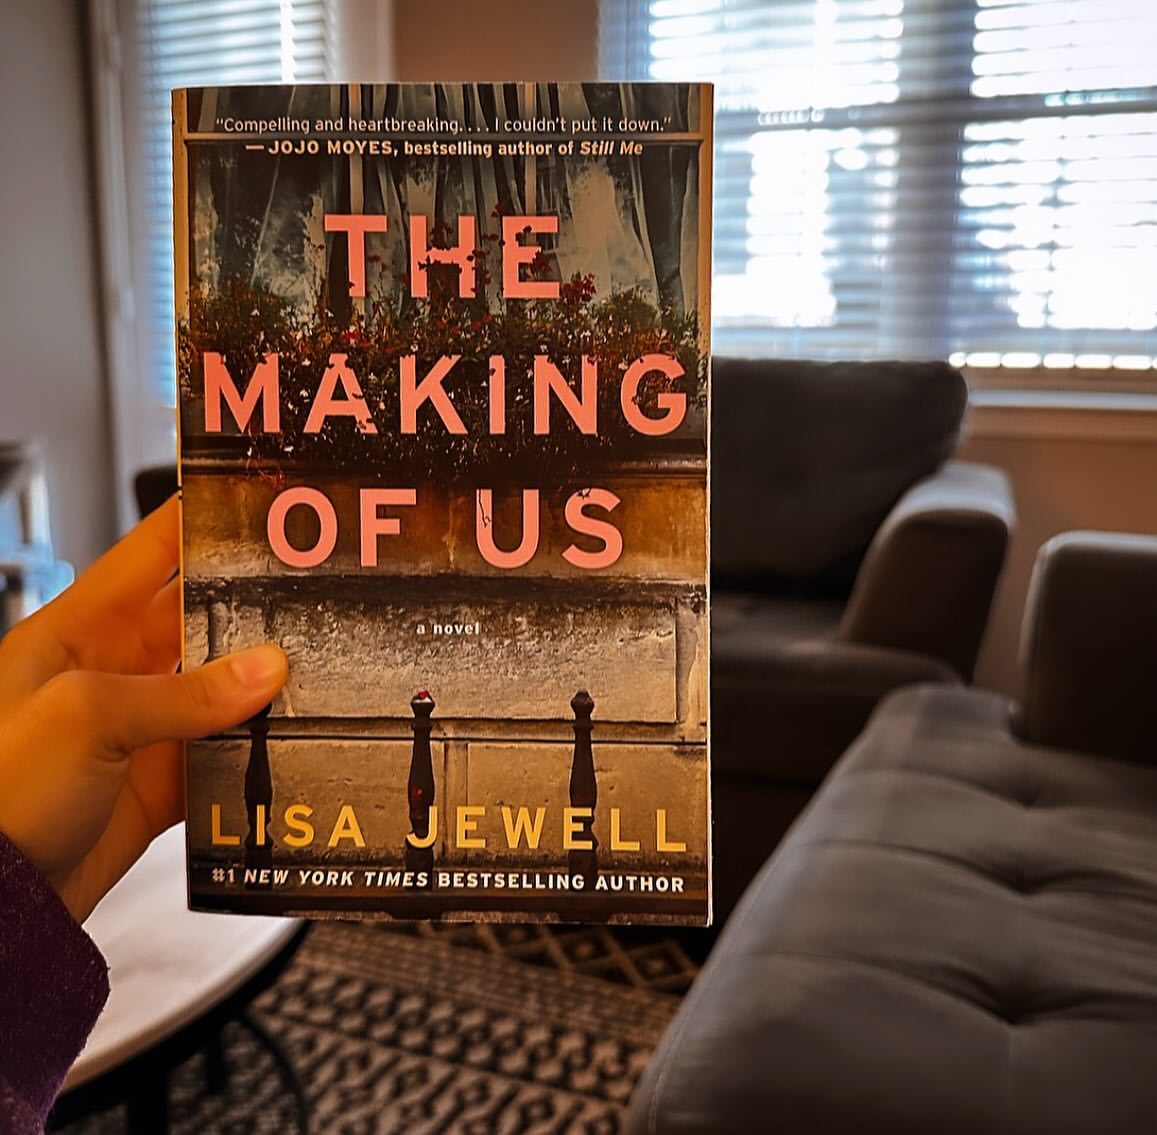 “Compelling and heartbreaking. . . . I couldn’t put it down.”
— JOJO MOYES, bestselling author of Still Me
THE
MAKING
OF US
a novel
LISA JEWELL
#1 NEW YORK TIMES BESTSELLING AUTHOR